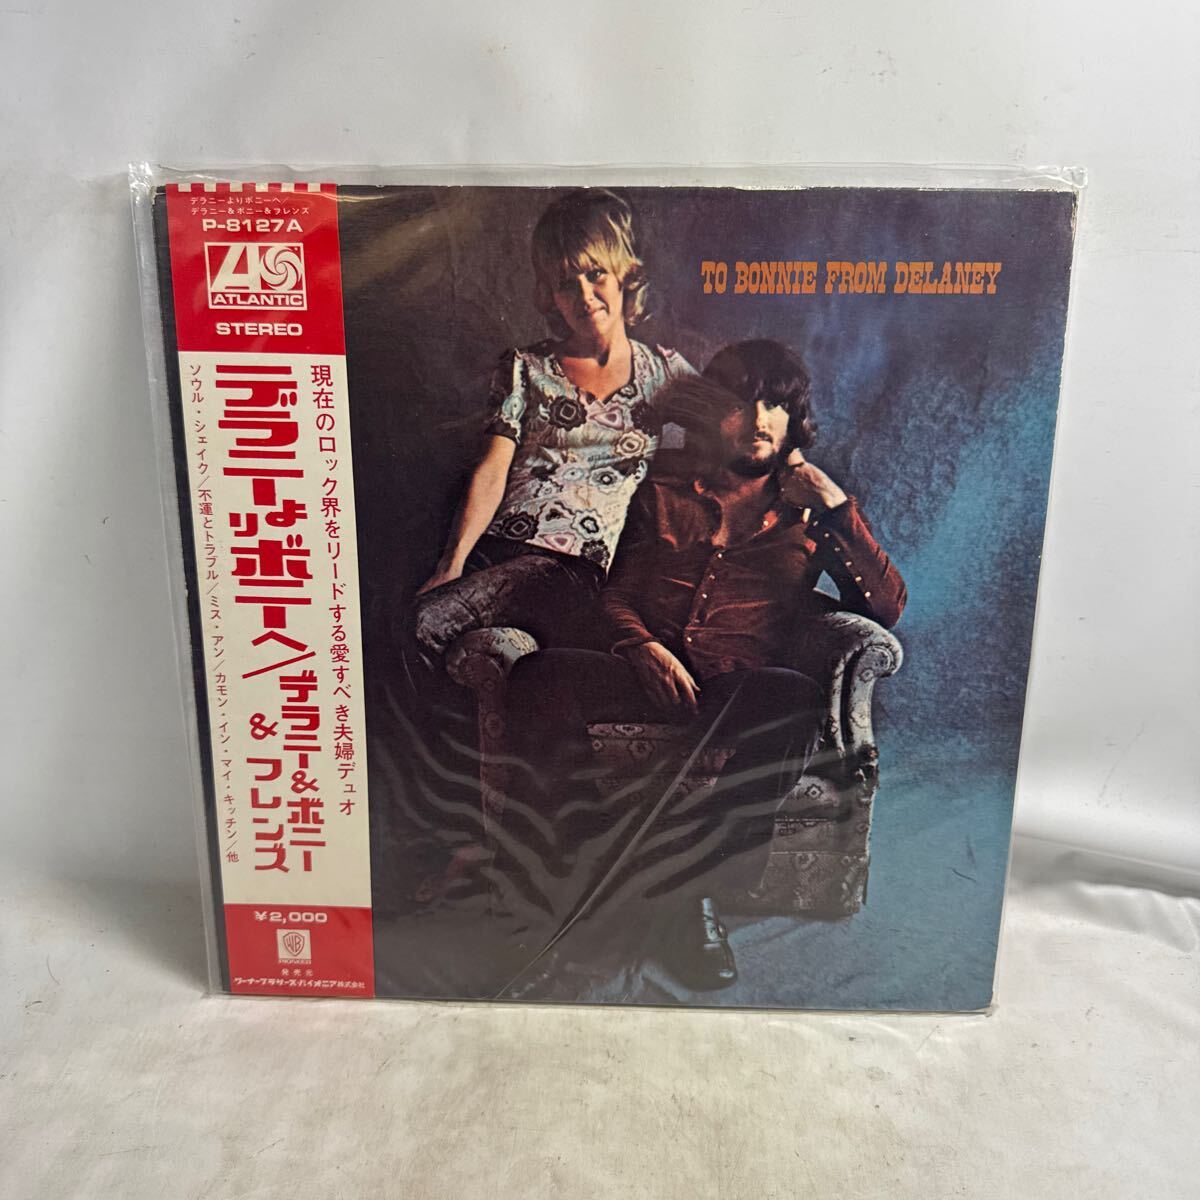 デラニーよりボニーへ/
デラニー&ボニー&フレンズ
P-8127A
ATLANTIC
STEREO
現在のロック界をリードする愛すべき夫婦デュオ
デラニーよりボニーへ/デラニー&ボニー
&フレンズ
ソウル・シェイク/不運とトラブル/ミス・アン/カモン・イン・マイ・キッチン/他
¥2,000
WB
発売元
ワーナー・ブラザーズ・パイオニア株式会社
TO BONNIE FROM DELANEY